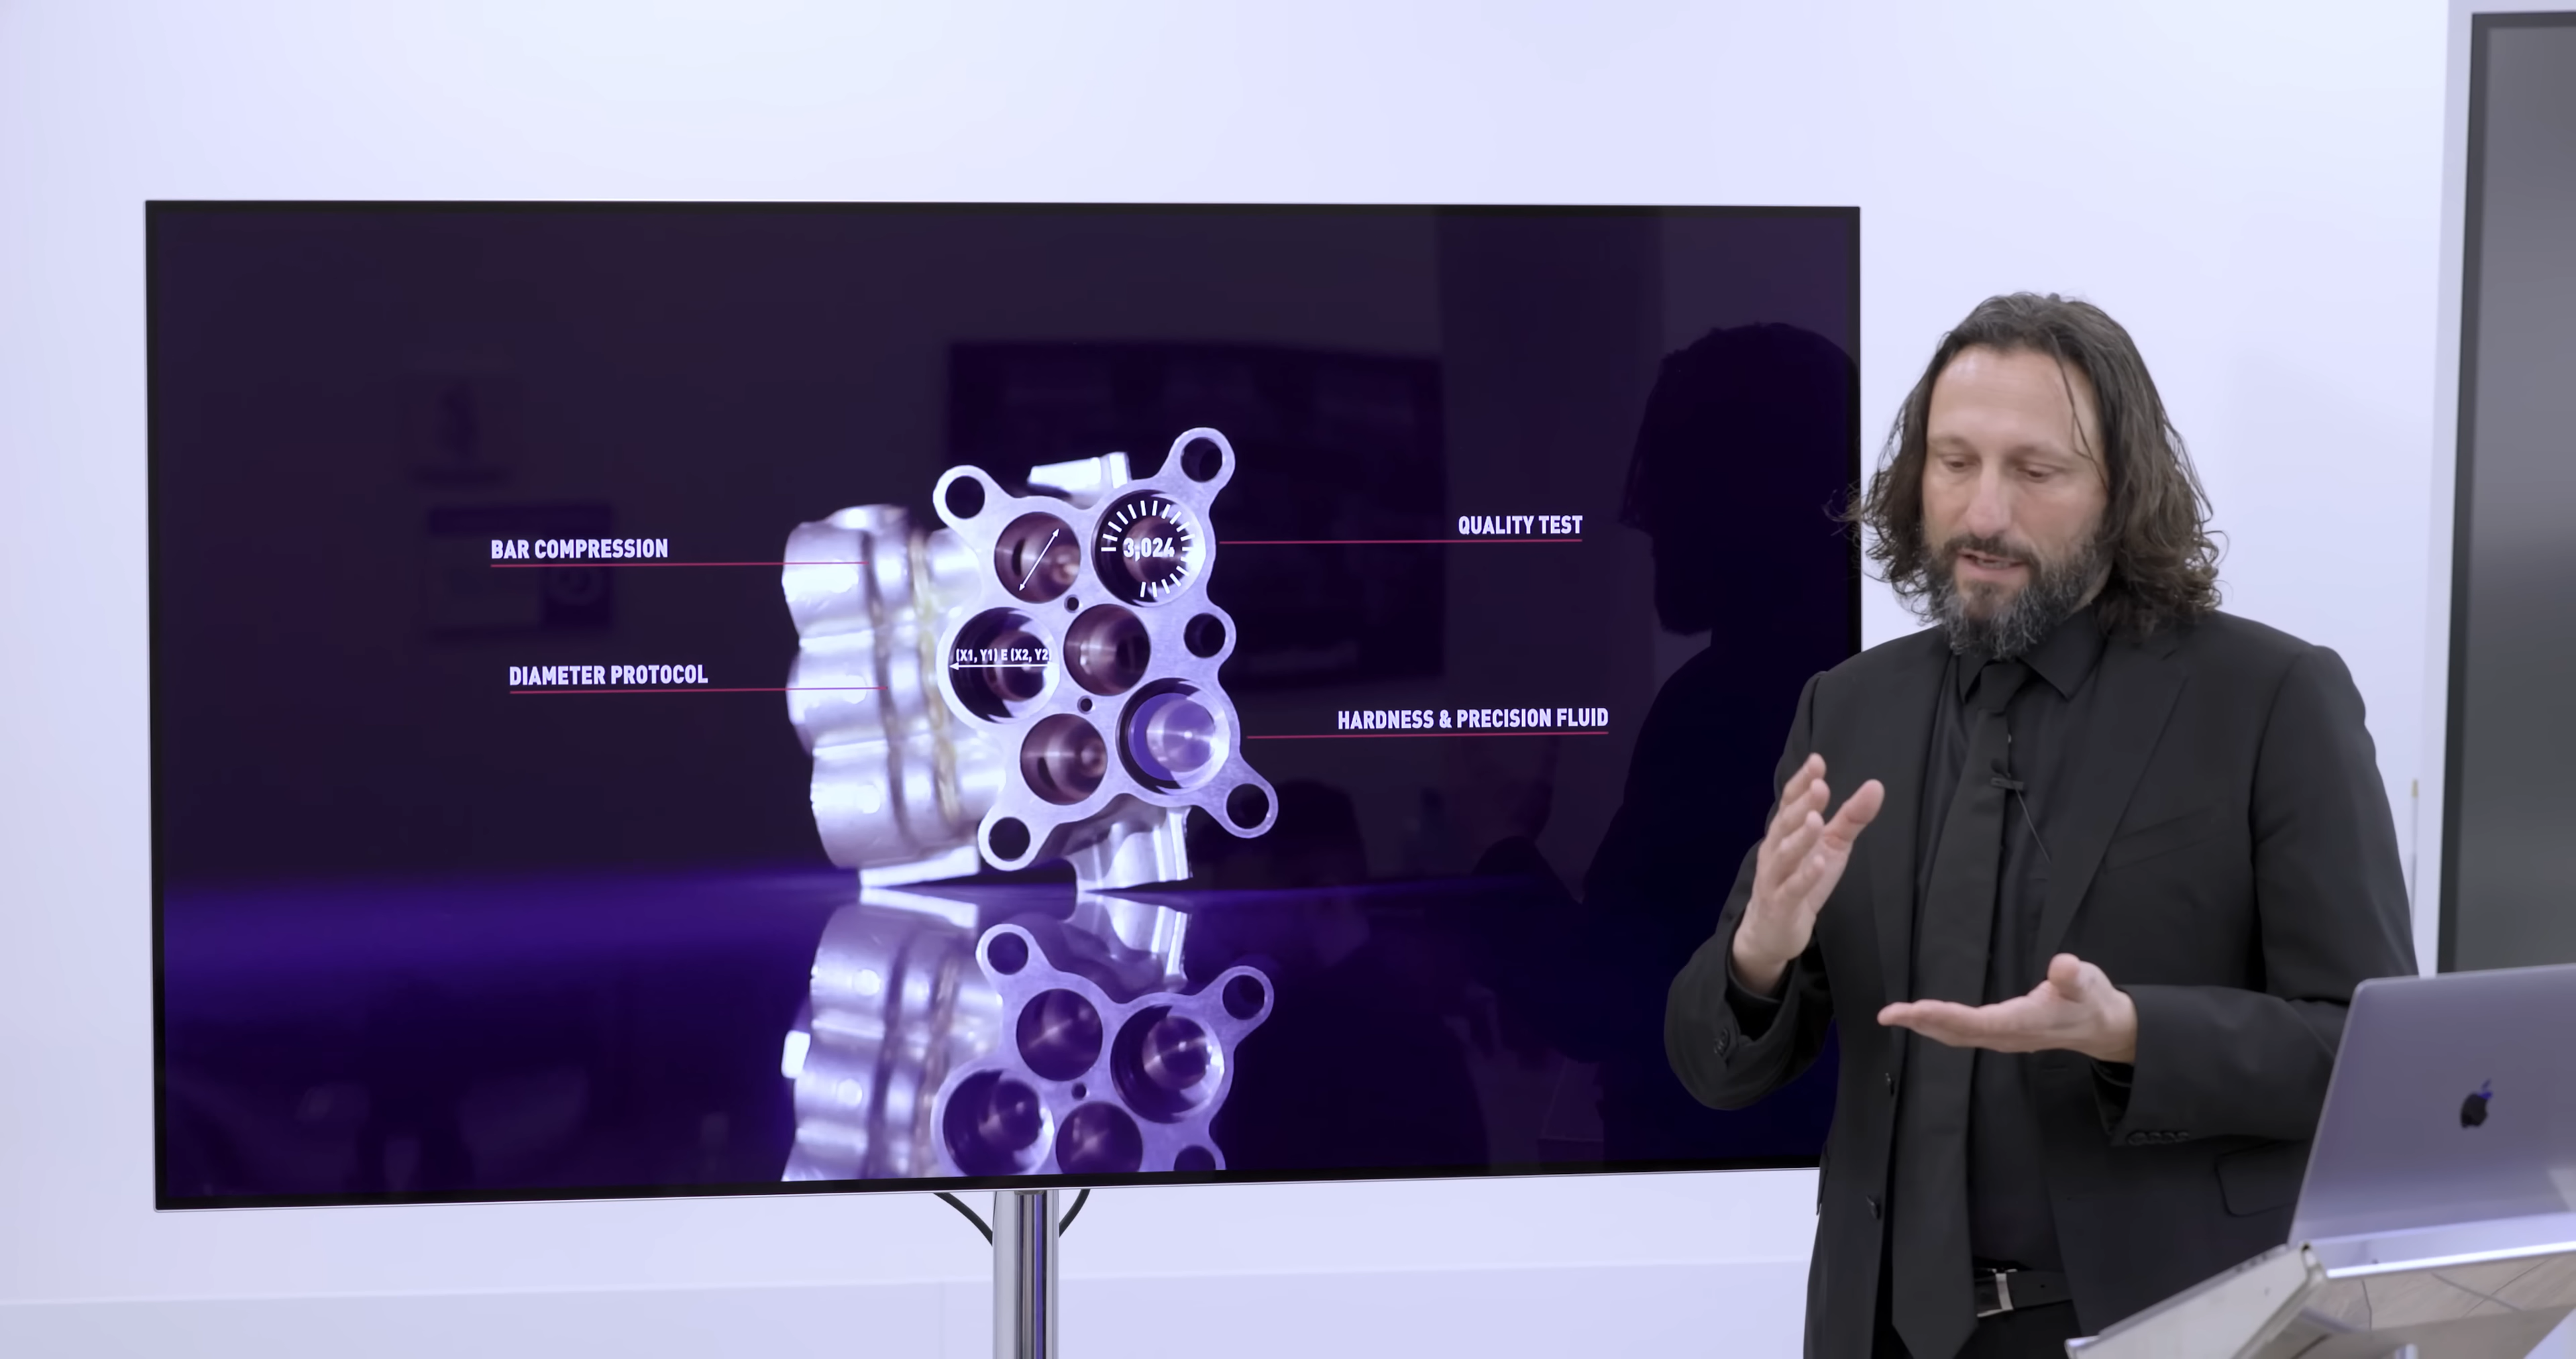 BAR COMPRESSION
QUALITY TEST
3,024
(X1, Y1) E (X2, Y2)
DIAMETER PROTOCOL
HARDNESS & PRECISION FLUID